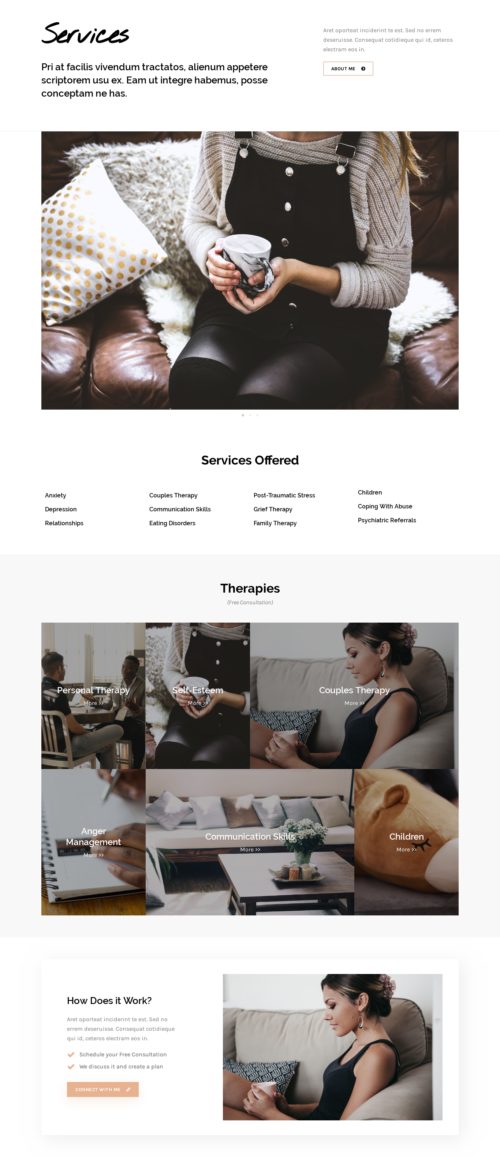 Services
Pri at facilis vivendum tractatos, alienum appetere
scriptorem usu ex. Eam ut integre habemus, posse
conceptam ne has.
Aret oporteat inciderint te est. Sed no errem
deseruisse. Consequat cotidieque qui id, ceteros
electram eos in.
ABOUT ME
Services Offered
Anxiety
Depression
Relationships
Couples Therapy
Communication Skills
Eating Disorders
Post-Traumatic Stress
Grief Therapy
Family Therapy
Children
Coping With Abuse
Psychiatric Referrals
Therapies
(Free Consultation)
Personal Therapy
More >>
Self-Esteem
More >>
Couples Therapy
More >>
Anger
Management
More >>
Communication Skills
More >>
Children
More >>
How Does it Work?
Aret oporteat inciderint te est. Sed no
errem deseruisse. Consequat cotidieque
qui id, ceteros electram eos in.
Schedule your Free Consultation
We discuss it and create a plan
CONNECT WITH ME